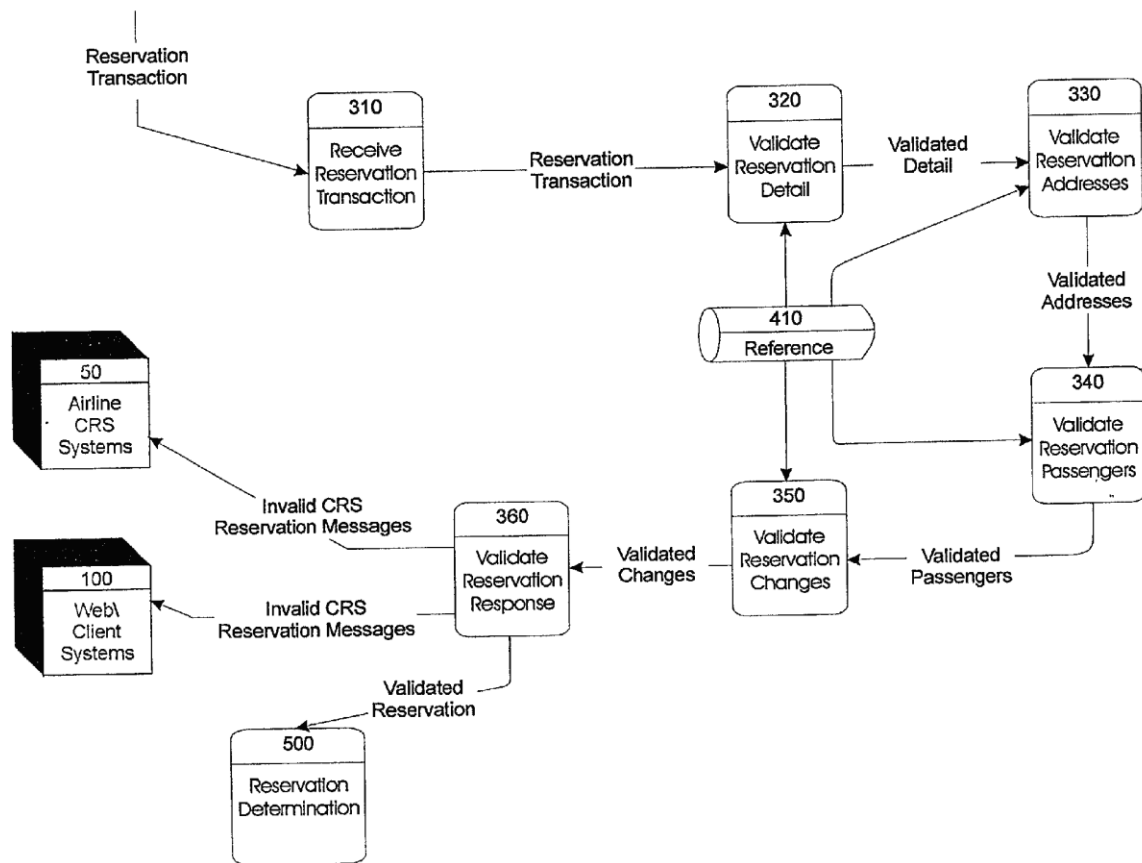 Reservation
Transaction
310
Receive
Reservation
Transaction
Reservation
Transaction
320
Validate
Reservation
Detail
Validated
Detail
330
Validate
Reservation
Addresses
Validated
Addresses
410
Reference
340
Validate
Reservation
Passengers
50
Airline
CRS
Systems
Invalid CRS
Reservation Messages
360
Validate
Reservation
Response
Validated
Changes
350
Validate
Reservation
Changes
Validated
Passengers
100
Web\
Client
Systems
Invalid CRS
Reservation Messages
Validated
Reservation
500
Reservation
Determination